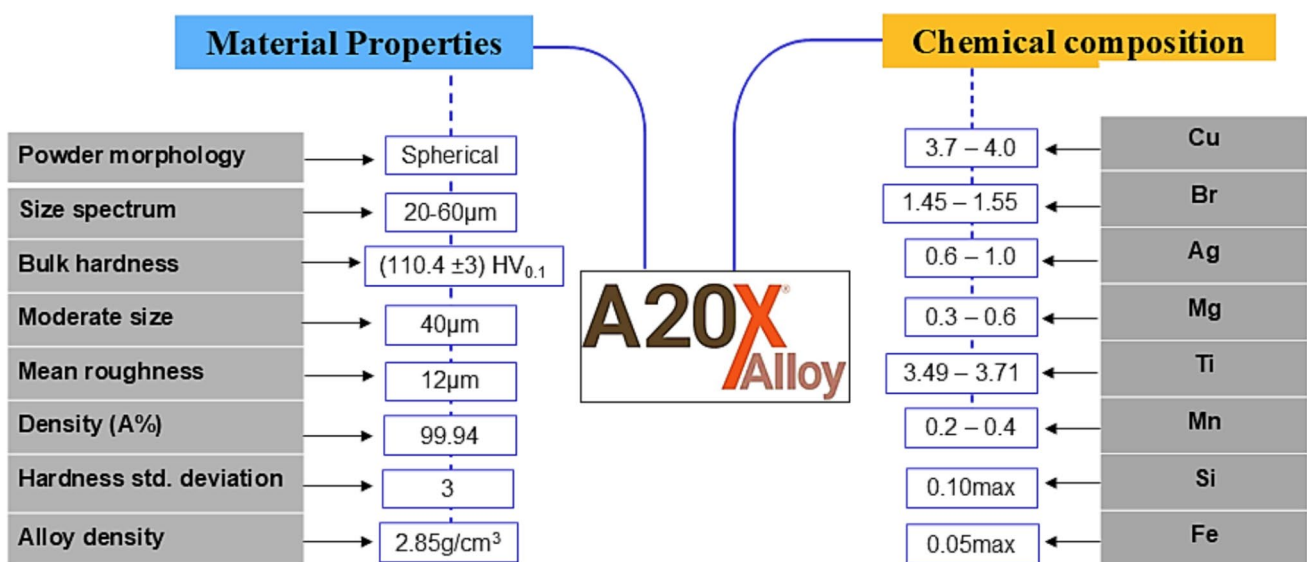 Material Properties
Chemical composition
Powder morphology
Spherical
Size spectrum
20-60µm
Bulk hardness
(110.4 ±3) HV0.1
Moderate size
40µm
Mean roughness
12µm
Density (A%)
99.94
Hardness std. deviation
3
Alloy density
2.85g/cm³
A20X®
Alloy
3.7 – 4.0
Cu
1.45 – 1.55
Br
0.6 – 1.0
Ag
0.3 – 0.6
Mg
3.49 – 3.71
Ti
0.2 – 0.4
Mn
0.10max
Si
0.05max
Fe